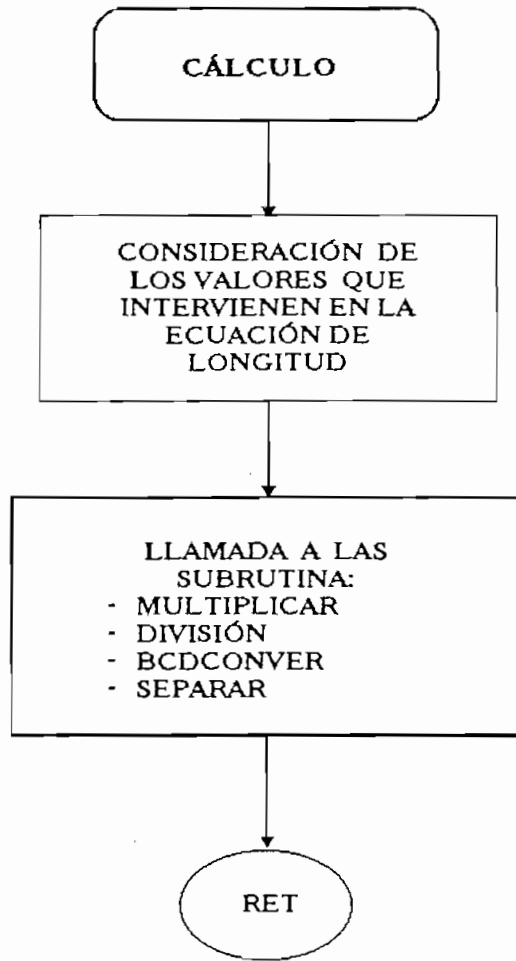 CÁLCULO
CONSIDERACIÓN DE
LOS VALORES QUE
INTERVIENEN EN LA
ECUACIÓN DE
LONGITUD
LLAMADA A LAS
SUBRUTINA:
- MULTIPLICAR
- DIVISIÓN
- BCDCONVER
- SEPARAR
RET